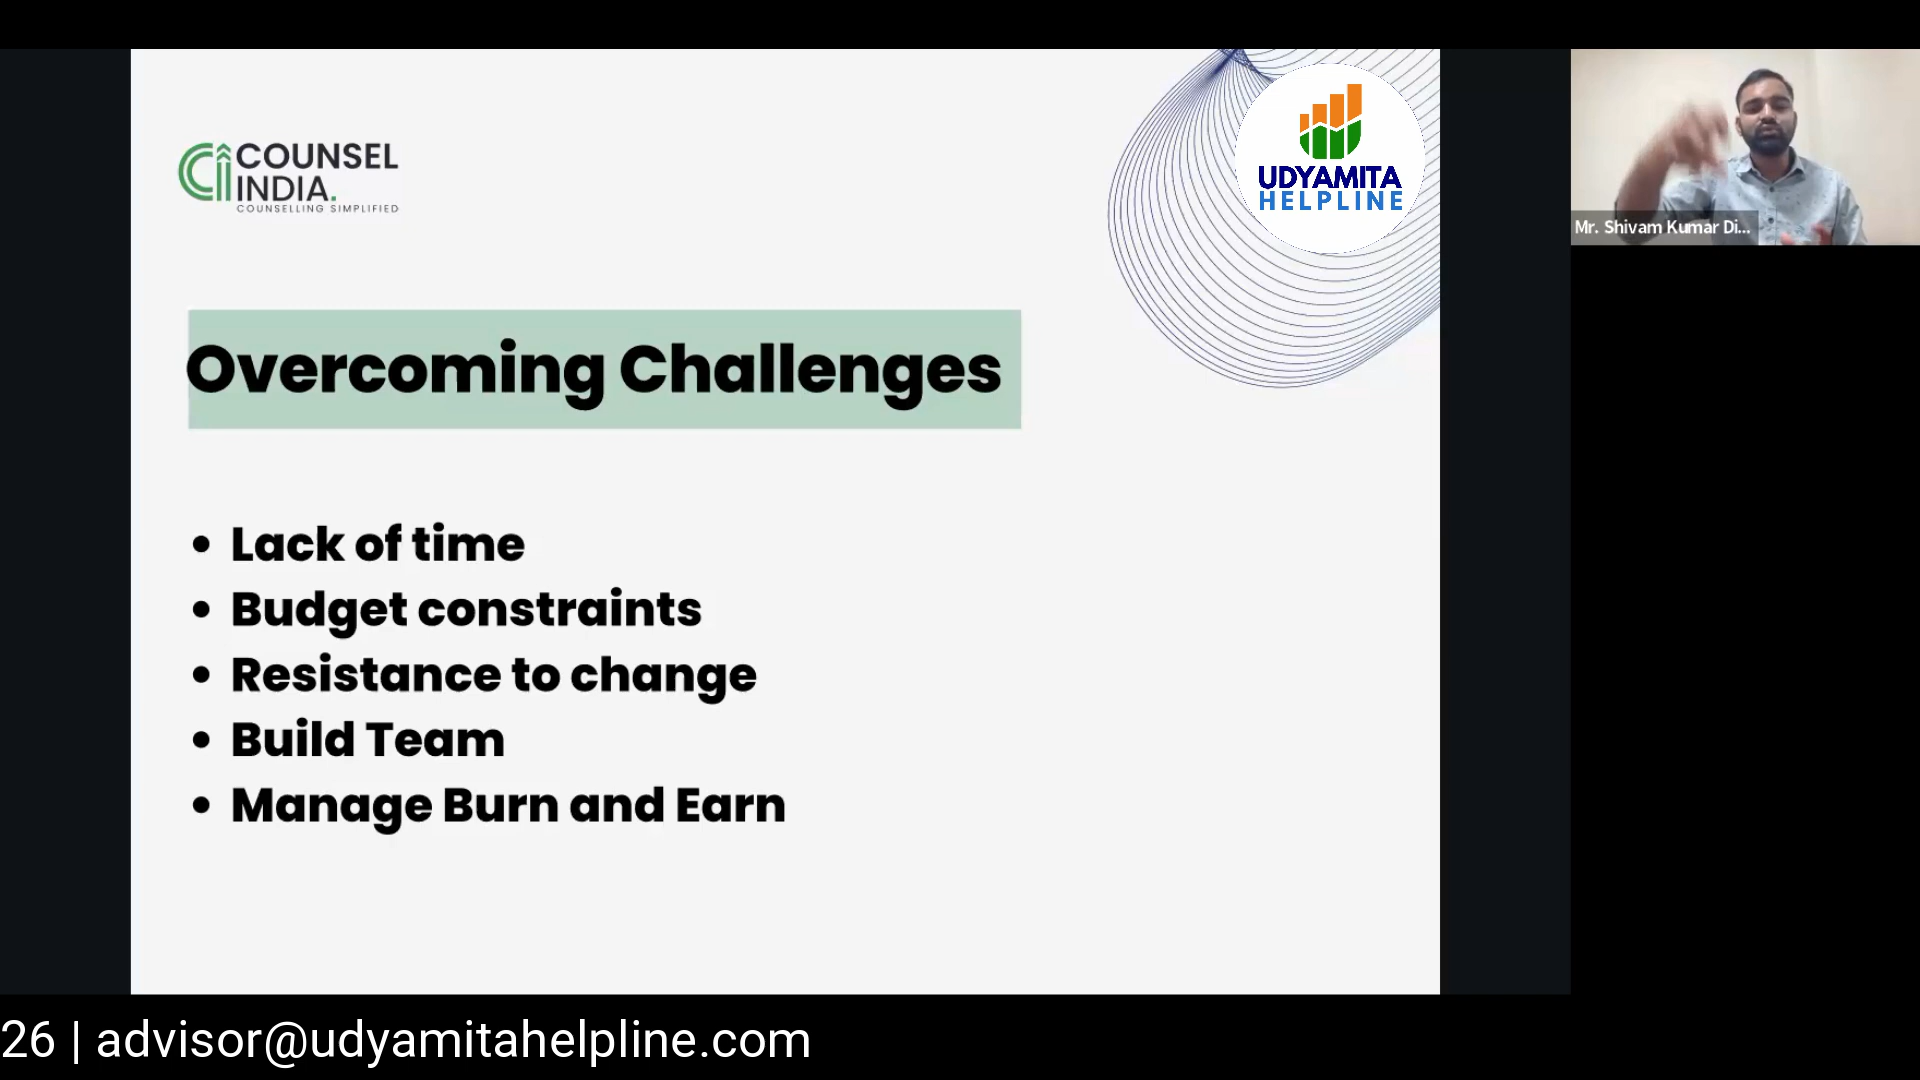 COUNSEL
INDIA.
COUNSELLING SIMPLIFIED
UDYAMITA
HELPLINE
Mr. Shivam Kumar Di...
Overcoming Challenges
• Lack of time
• Budget constraints
• Resistance to change
• Build Team
• Manage Burn and Earn
26 | advisor@udyamitahelpline.com